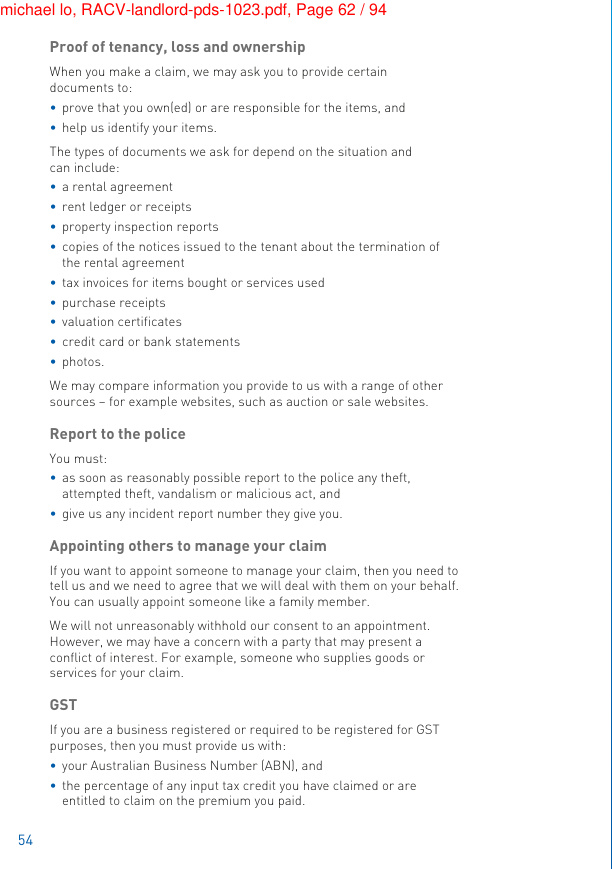 michael lo, RACV-landlord-pds-1023.pdf, Page 62 / 94
Proof of tenancy, loss and ownership
When you make a claim, we may ask you to provide certain
documents to:
• prove that you own(ed) or are responsible for the items, and
• help us identify your items.
The types of documents we ask for depend on the situation and
can include:
• a rental agreement
• rent ledger or receipts
• property inspection reports
• copies of the notices issued to the tenant about the termination of
the rental agreement
• tax invoices for items bought or services used
• purchase receipts
• valuation certificates
• credit card or bank statements
• photos.
We may compare information you provide to us with a range of other
sources – for example websites, such as auction or sale websites.
Report to the police
You must:
• as soon as reasonably possible report to the police any theft,
attempted theft, vandalism or malicious act, and
• give us any incident report number they give you.
Appointing others to manage your claim
If you want to appoint someone to manage your claim, then you need to
tell us and we need to agree that we will deal with them on your behalf.
You can usually appoint someone like a family member.
We will not unreasonably withhold our consent to an appointment.
However, we may have a concern with a party that may present a
conflict of interest. For example, someone who supplies goods or
services for your claim.
GST
If you are a business registered or required to be registered for GST
purposes, then you must provide us with:
• your Australian Business Number (ABN), and
• the percentage of any input tax credit you have claimed or are
entitled to claim on the premium you paid.
54